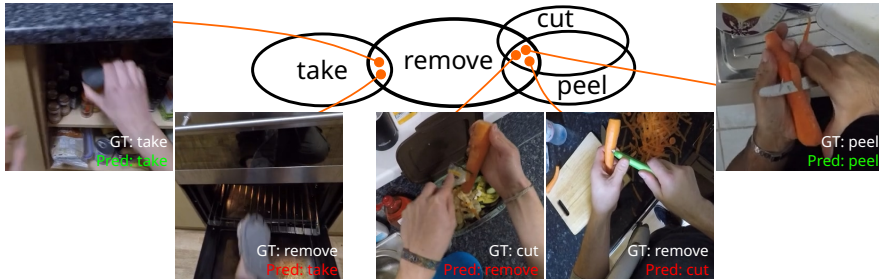 cut
take
remove
peel
GT: take
Pred: take
GT: peel
Pred: peel
GT: remove
Pred: take
GT: cut
Pred: remove
GT: remove
Pred: cut